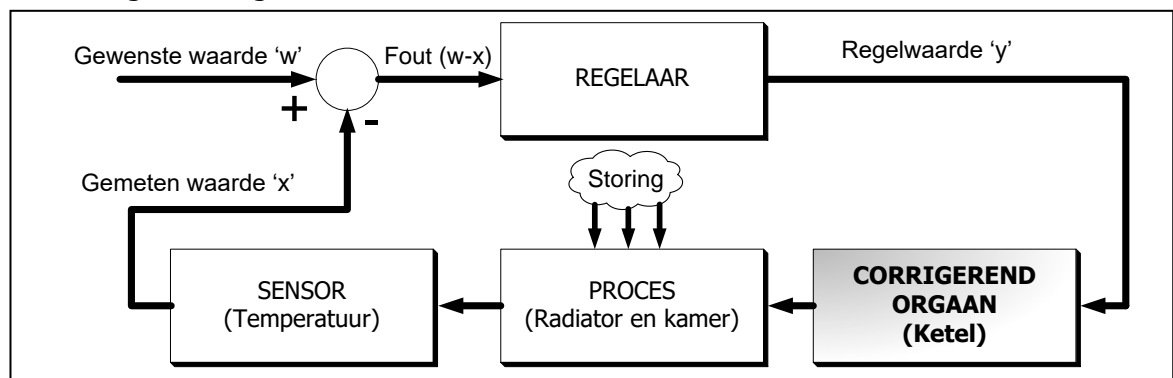 Gewenste waarde ‘w’
Fout (w-x)
REGELAAR
Regelwaarde ‘y’
+
-
Gemeten waarde ‘x’
Storing
SENSOR
(Temperatuur)
PROCES
(Radiator en kamer)
CORRIGEREND
ORGAAN
(Ketel)